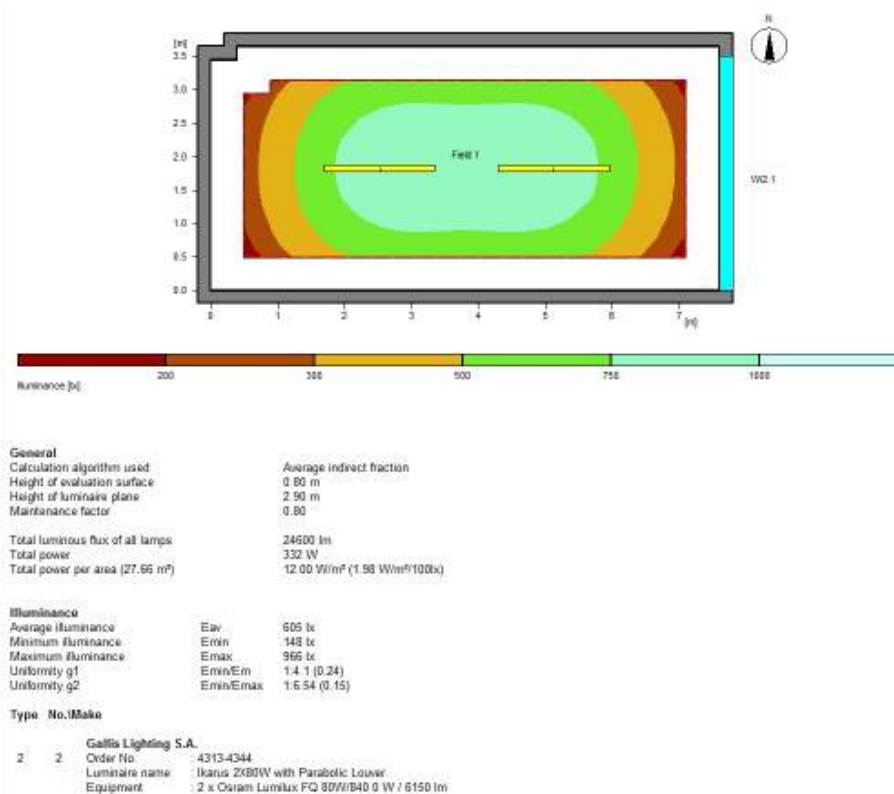 N
[m]
3.5
3.0
2.5
2.0
1.5
1.0
0.5
0.0
Field 1
0 1 2 3 4 5 6 7
[m]
200 300 500 750 1000
Illuminance [lx]
General
Calculation algorithm used Average indirect fraction
Height of evaluation surface 0.80 m
Height of luminaire plane 2.90 m
Maintenance factor 0.80
Total luminous flux of all lamps 24600 lm
Total power 332 W
Total power per area (27.66 m²) 12.00 W/m² (1.98 W/m²/100lx)
Illuminance
Average illuminance Eav 605 lx
Minimum illuminance Emin 148 lx
Maximum illuminance Emax 966 lx
Uniformity g1 Emin/Em 1:4.1 (0.24)
Uniformity g2 Emin/Emax 1:6.54 (0.15)
Type No.\Make
Gallis Lighting S.A.
2 2 Order No. : 4313-4344
Luminaire name : Ikarus 2X80W with Parabolic Louver
Equipment : 2 x Osram Lumilux FQ 80W/840 0 W / 6150 lm